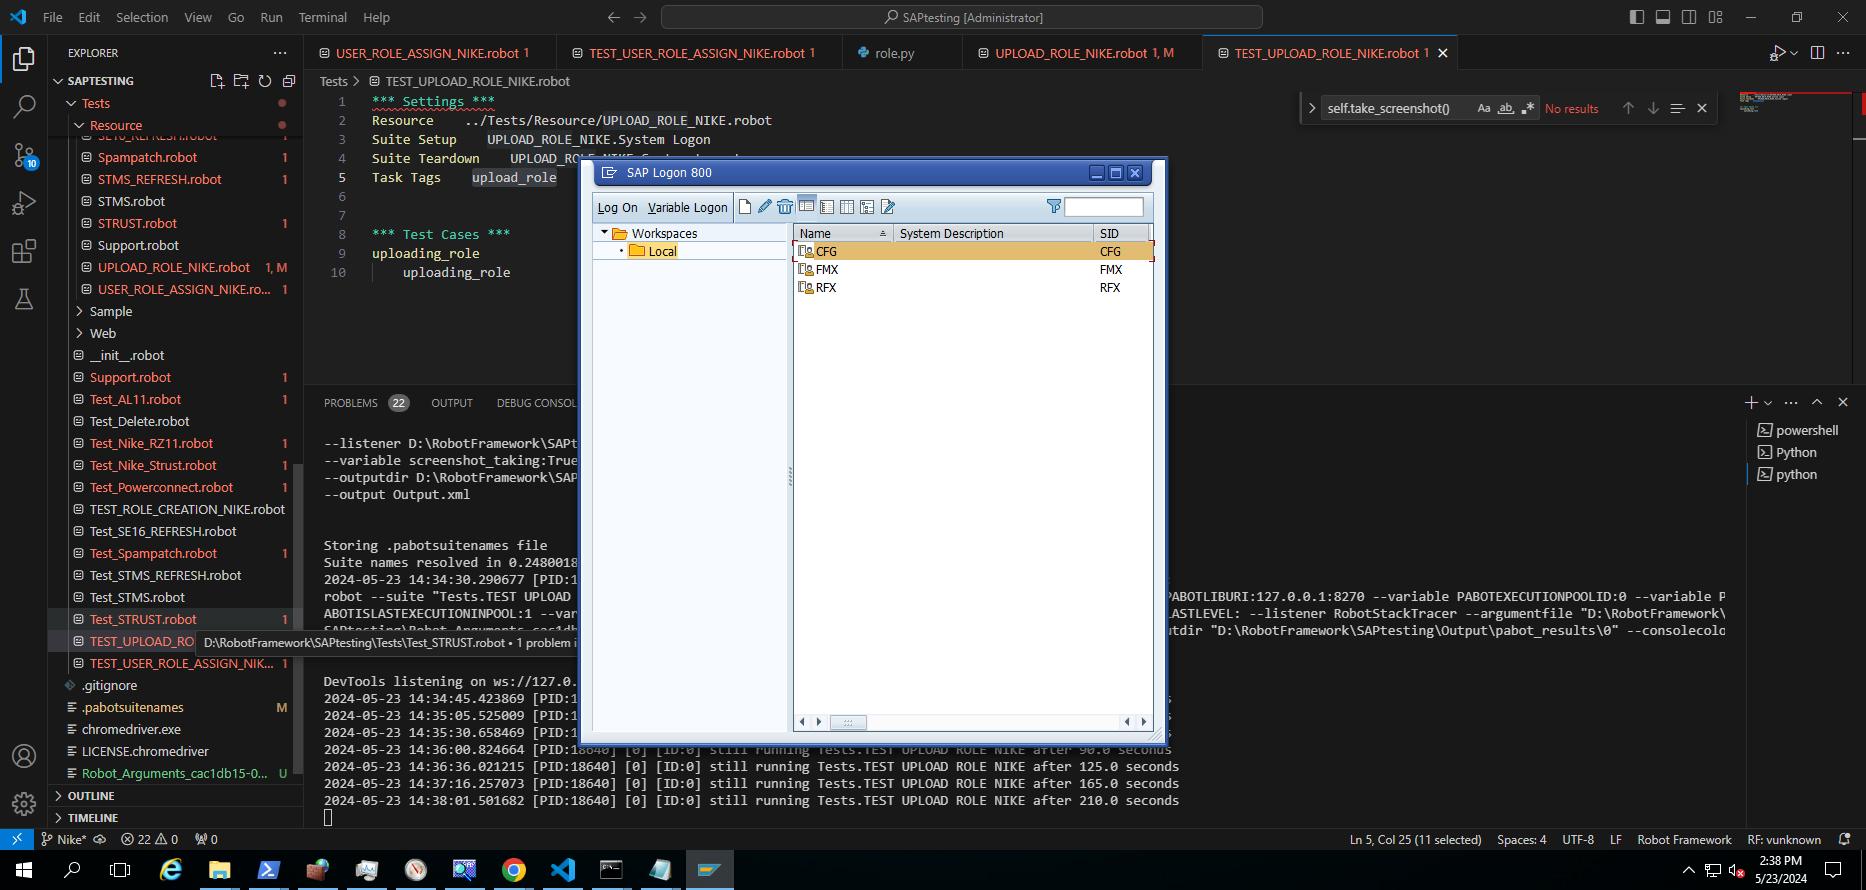 File Edit Selection View Go Run Terminal Help
SAPtesting [Administrator]
EXPLORER
USER_ROLE_ASSIGN_NIKE.robot 1
TEST_USER_ROLE_ASSIGN_NIKE.robot 1
role.py
UPLOAD_ROLE_NIKE.robot 1, M
TEST_UPLOAD_ROLE_NIKE.robot 1
SAPTESTING
Tests
Resource
SE16_REFRESH.robot 1
Spampatch.robot 1
STMS_REFRESH.robot 1
STMS.robot
STRUST.robot 1
Support.robot
UPLOAD_ROLE_NIKE.robot 1, M
USER_ROLE_ASSIGN_NIKE.ro... 1
Sample
Web
__init__.robot
Support.robot 1
Test_AL11.robot 1
Test_Delete.robot
Test_Nike_RZ11.robot 1
Test_Nike_Strust.robot 1
Test_Powerconnect.robot 1
TEST_ROLE_CREATION_NIKE.robot
Test_SE16_REFRESH.robot
Test_Spampatch.robot 1
Test_STMS_REFRESH.robot
Test_STMS.robot
Test_STRUST.robot 1
TEST_UPLOAD_RO
D:\RobotFramework\SAPtesting\Tests\Test_STRUST.robot • 1 problem i
TEST_USER_ROLE_ASSIGN_NIK... 1
.gitignore
.pabotsuitenames M
chromedriver.exe
LICENSE.chromedriver
Robot_Arguments_cac1db15-0... U
OUTLINE
TIMELINE
10
Tests > TEST_UPLOAD_ROLE_NIKE.robot
1 *** Settings ***
2 Resource ../Tests/Resource/UPLOAD_ROLE_NIKE.robot
3 Suite Setup UPLOAD_ROLE_NIKE.System Logon
4 Suite Teardown UPLOAD_ROLE_NIKE.System
5 Task Tags upload_role
6
7
8 *** Test Cases ***
9 uploading_role
10 uploading_role
self.take_screenshot() Aa ab No results
SAP Logon 800
Log On Variable Logon
Workspaces
Local
Name System Description SID
CFG CFG
FMX FMX
RFX RFX
PROBLEMS 22 OUTPUT DEBUG CONSOL
powershell
Python
python
--listener D:\RobotFramework\SAPt
--variable screenshot_taking:True
--outputdir D:\RobotFramework\SAP
--output Output.xml
Storing .pabotsuitenames file
Suite names resolved in 0.2480018
2024-05-23 14:34:30.290677 [PID:1
robot --suite "Tests.TEST UPLOAD PABOTLIBURI:127.0.0.1:8270 --variable PABOTEXECUTIONPOOLID:0 --variable P
ABOTISLASTEXECUTIONINPOOL:1 --var ASTLEVEL: --listener RobotStackTracer --argumentfile "D:\RobotFramework\
SAPtesting\Robot_Arguments_cac1db utdir "D:\RobotFramework\SAPtesting\Output\pabot_results\0" --consolecolo
DevTools listening on ws://127.0.
2024-05-23 14:34:45.423869 [PID:1
2024-05-23 14:35:05.525009 [PID:1
2024-05-23 14:35:30.658469 [PID:1
2024-05-23 14:36:00.824664 [PID:18640] [0] [ID:0] still running Tests.TEST UPLOAD ROLE NIKE after 90.0 seconds
2024-05-23 14:36:36.021215 [PID:18640] [0] [ID:0] still running Tests.TEST UPLOAD ROLE NIKE after 125.0 seconds
2024-05-23 14:37:16.257073 [PID:18640] [0] [ID:0] still running Tests.TEST UPLOAD ROLE NIKE after 165.0 seconds
2024-05-23 14:38:01.501682 [PID:18640] [0] [ID:0] still running Tests.TEST UPLOAD ROLE NIKE after 210.0 seconds
Nike* 22 0 0
Ln 5, Col 25 (11 selected) Spaces: 4 UTF-8 LF Robot Framework RF: vunknown
2:38 PM
5/23/2024